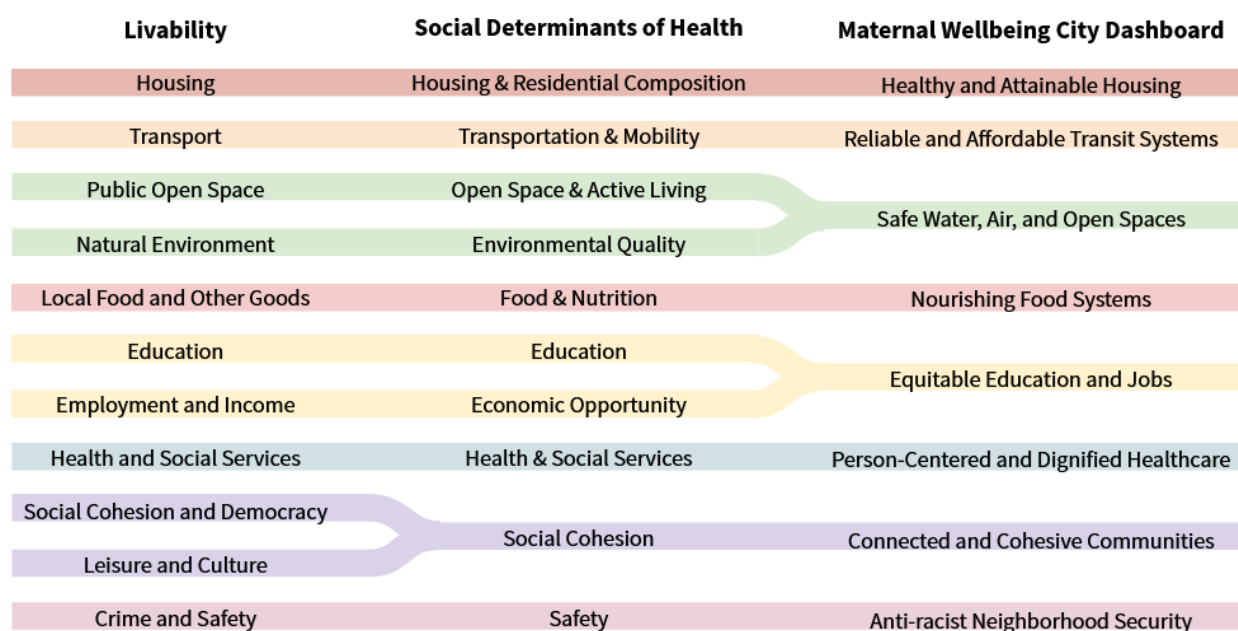 Livability Social Determinants of Health Maternal Wellbeing City Dashboard
Housing Housing & Residential Composition Healthy and Attainable Housing
Transport Transportation & Mobility Reliable and Affordable Transit Systems
Public Open Space Open Space & Active Living
Safe Water, Air, and Open Spaces
Natural Environment Environmental Quality
Local Food and Other Goods Food & Nutrition Nourishing Food Systems
Education Education
Equitable Education and Jobs
Employment and Income Economic Opportunity
Health and Social Services Health & Social Services Person-Centered and Dignified Healthcare
Social Cohesion and Democracy
Social Cohesion Connected and Cohesive Communities
Leisure and Culture
Crime and Safety Safety Anti-racist Neighborhood Security